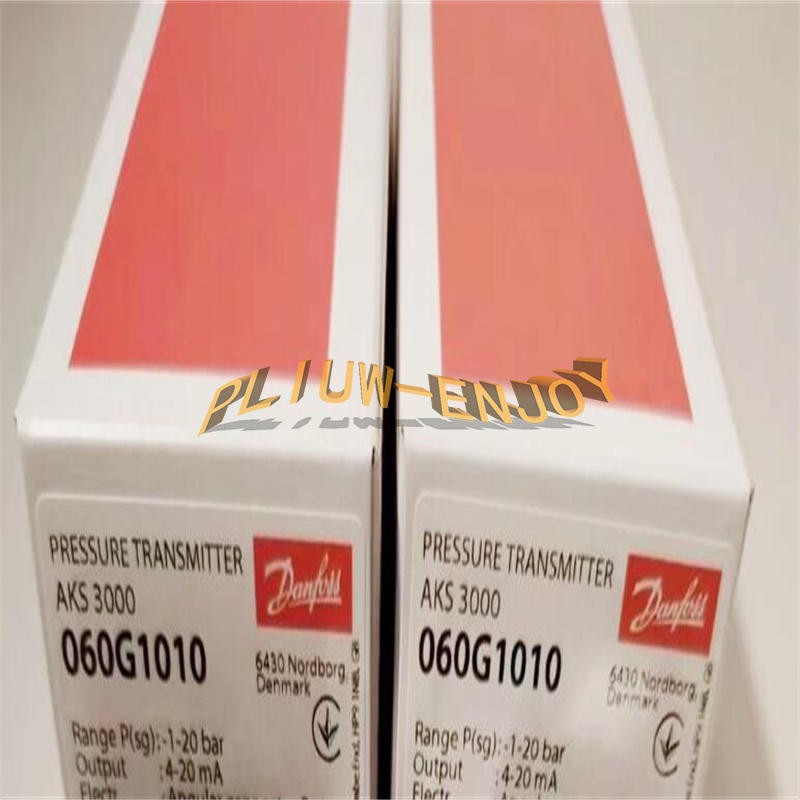 PLIUW-ENJOY
PRESSURE TRANSMITTER
AKS 3000
060G1010
Danfoss
6430 Nordborg,
Denmark
Range P(sg):-1-20 bar
Output :4-20 mA
Electr
PRESSURE TRANSMITTER
AKS 3000
060G1010
Danfoss
6430 Nordborg,
Denmark
Range P(sg):-1-20 bar
Output :4-20 mA
Electr